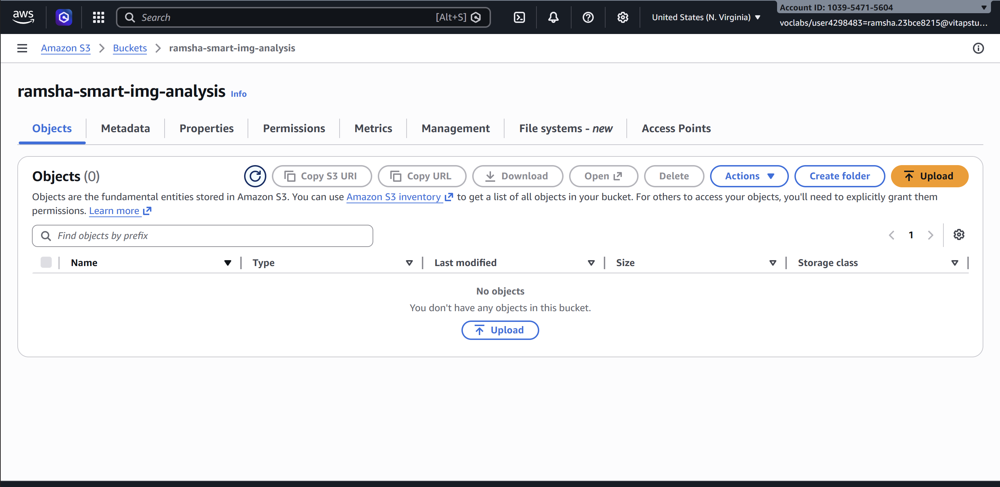 aws
Search
[Alt+S]
United States (N. Virginia)
Account ID: 1039-5471-5604
voclabs/user4298483=ramsha.23bce8215@vitapstu...
Amazon S3
Buckets
ramsha-smart-img-analysis
ramsha-smart-img-analysis Info
Objects
Metadata
Properties
Permissions
Metrics
Management
File systems - new
Access Points
Objects (0)
Copy S3 URI
Copy URL
Download
Open
Delete
Actions
Create folder
Upload
Objects are the fundamental entities stored in Amazon S3. You can use Amazon S3 inventory to get a list of all objects in your bucket. For others to access your objects, you'll need to explicitly grant them
permissions. Learn more
Find objects by prefix
1
Name
Type
Last modified
Size
Storage class
No objects
You don't have any objects in this bucket.
Upload